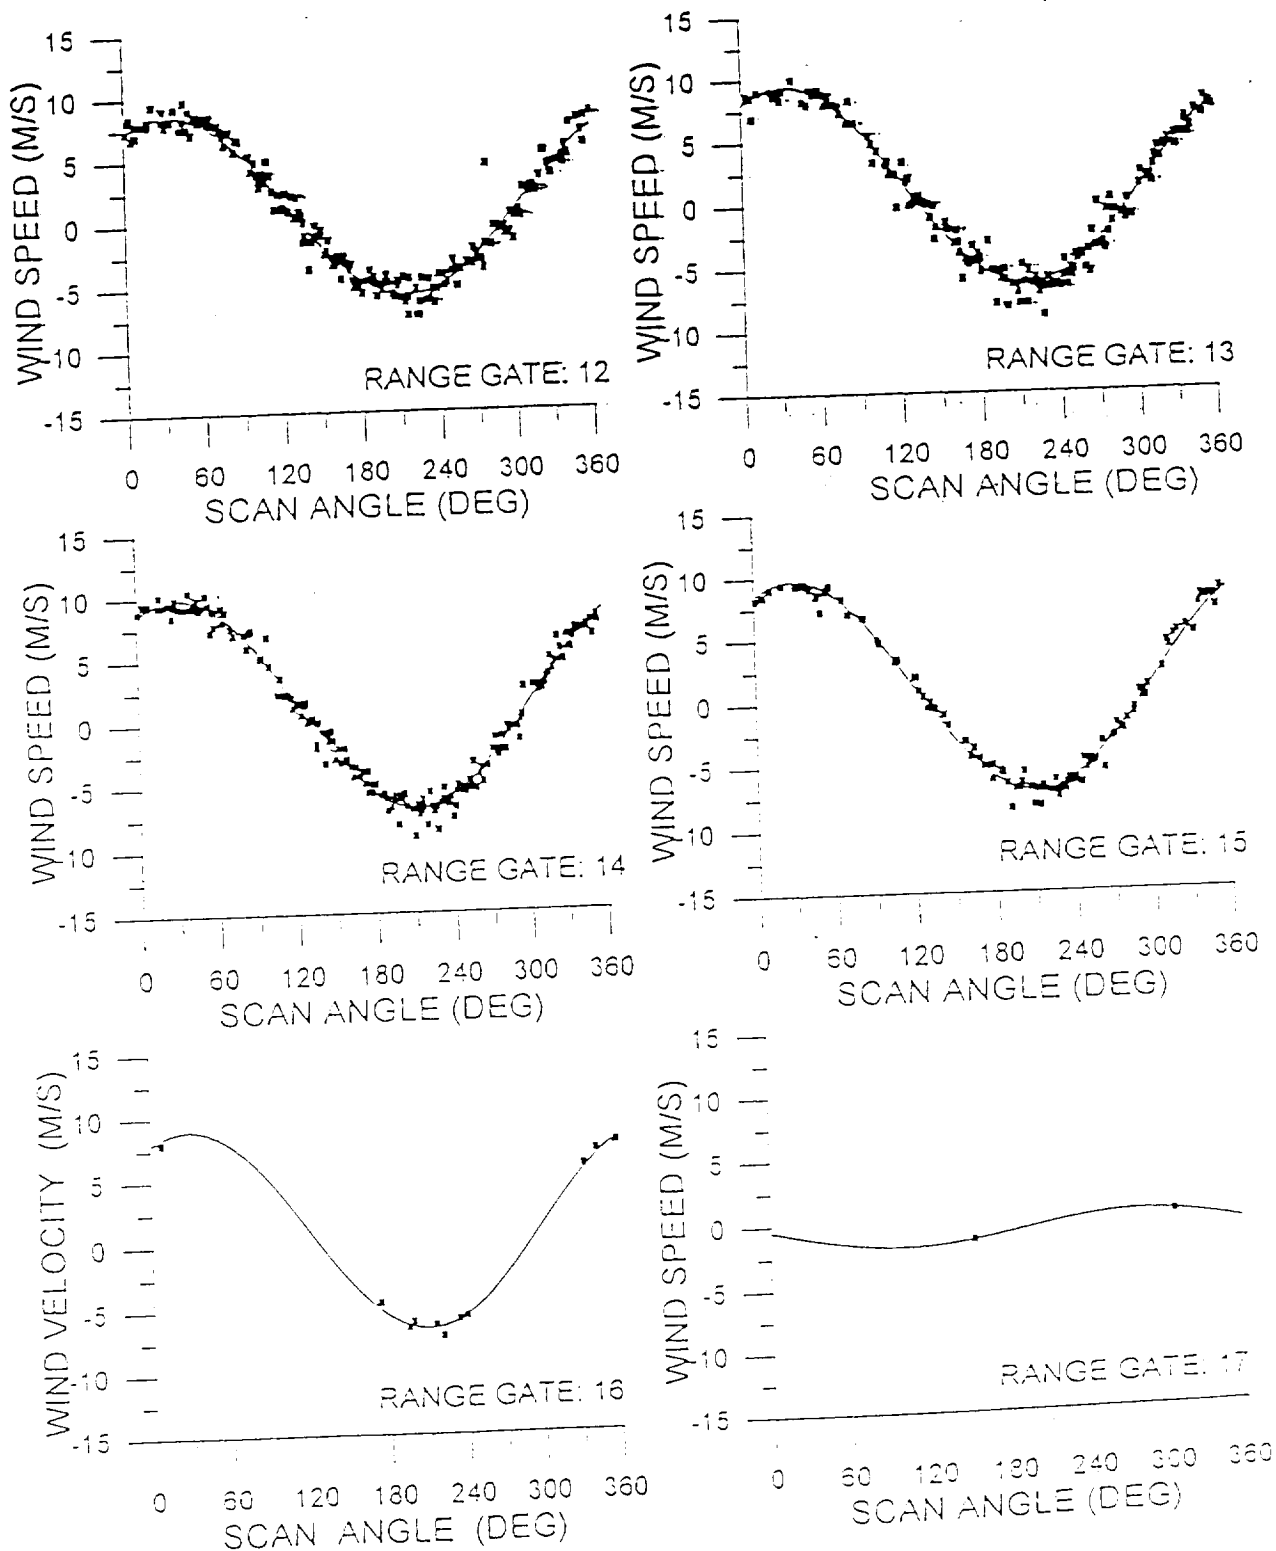 15
10
5
0
-5
-10
-15
WIND SPEED (M/S)
RANGE GATE: 12
0 60 120 180 240 300 360
SCAN ANGLE (DEG)
15
10
5
0
-5
-10
-15
WIND SPEED (M/S)
RANGE GATE: 13
0 60 120 180 240 300 360
SCAN ANGLE (DEG)
15
10
5
0
-5
-10
-15
WIND SPEED (M/S)
RANGE GATE: 14
0 60 120 180 240 300 360
SCAN ANGLE (DEG)
15
10
5
0
-5
-10
-15
WIND SPEED (M/S)
RANGE GATE: 15
0 60 120 180 240 300 360
SCAN ANGLE (DEG)
15
10
5
0
-5
-10
-15
WIND VELOCITY (M/S)
RANGE GATE: 16
0 60 120 180 240 300 360
SCAN ANGLE (DEG)
15
10
5
0
-5
-10
-15
WIND SPEED (M/S)
RANGE GATE: 17
0 60 120 180 240 300 360
SCAN ANGLE (DEG)